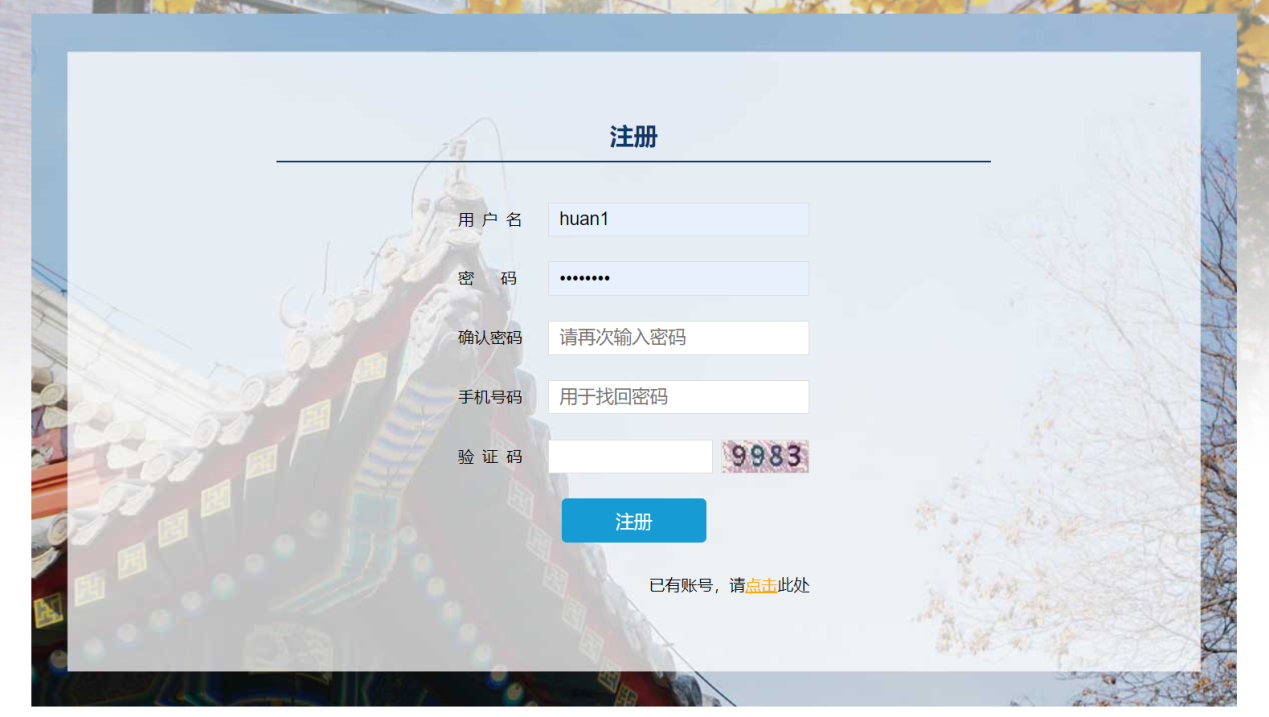 注册
用户名 huan1
密码 ••••••••
确认密码 请再次输入密码
手机号码 用于找回密码
验证码 9983
注册
已有账号，请点击此处